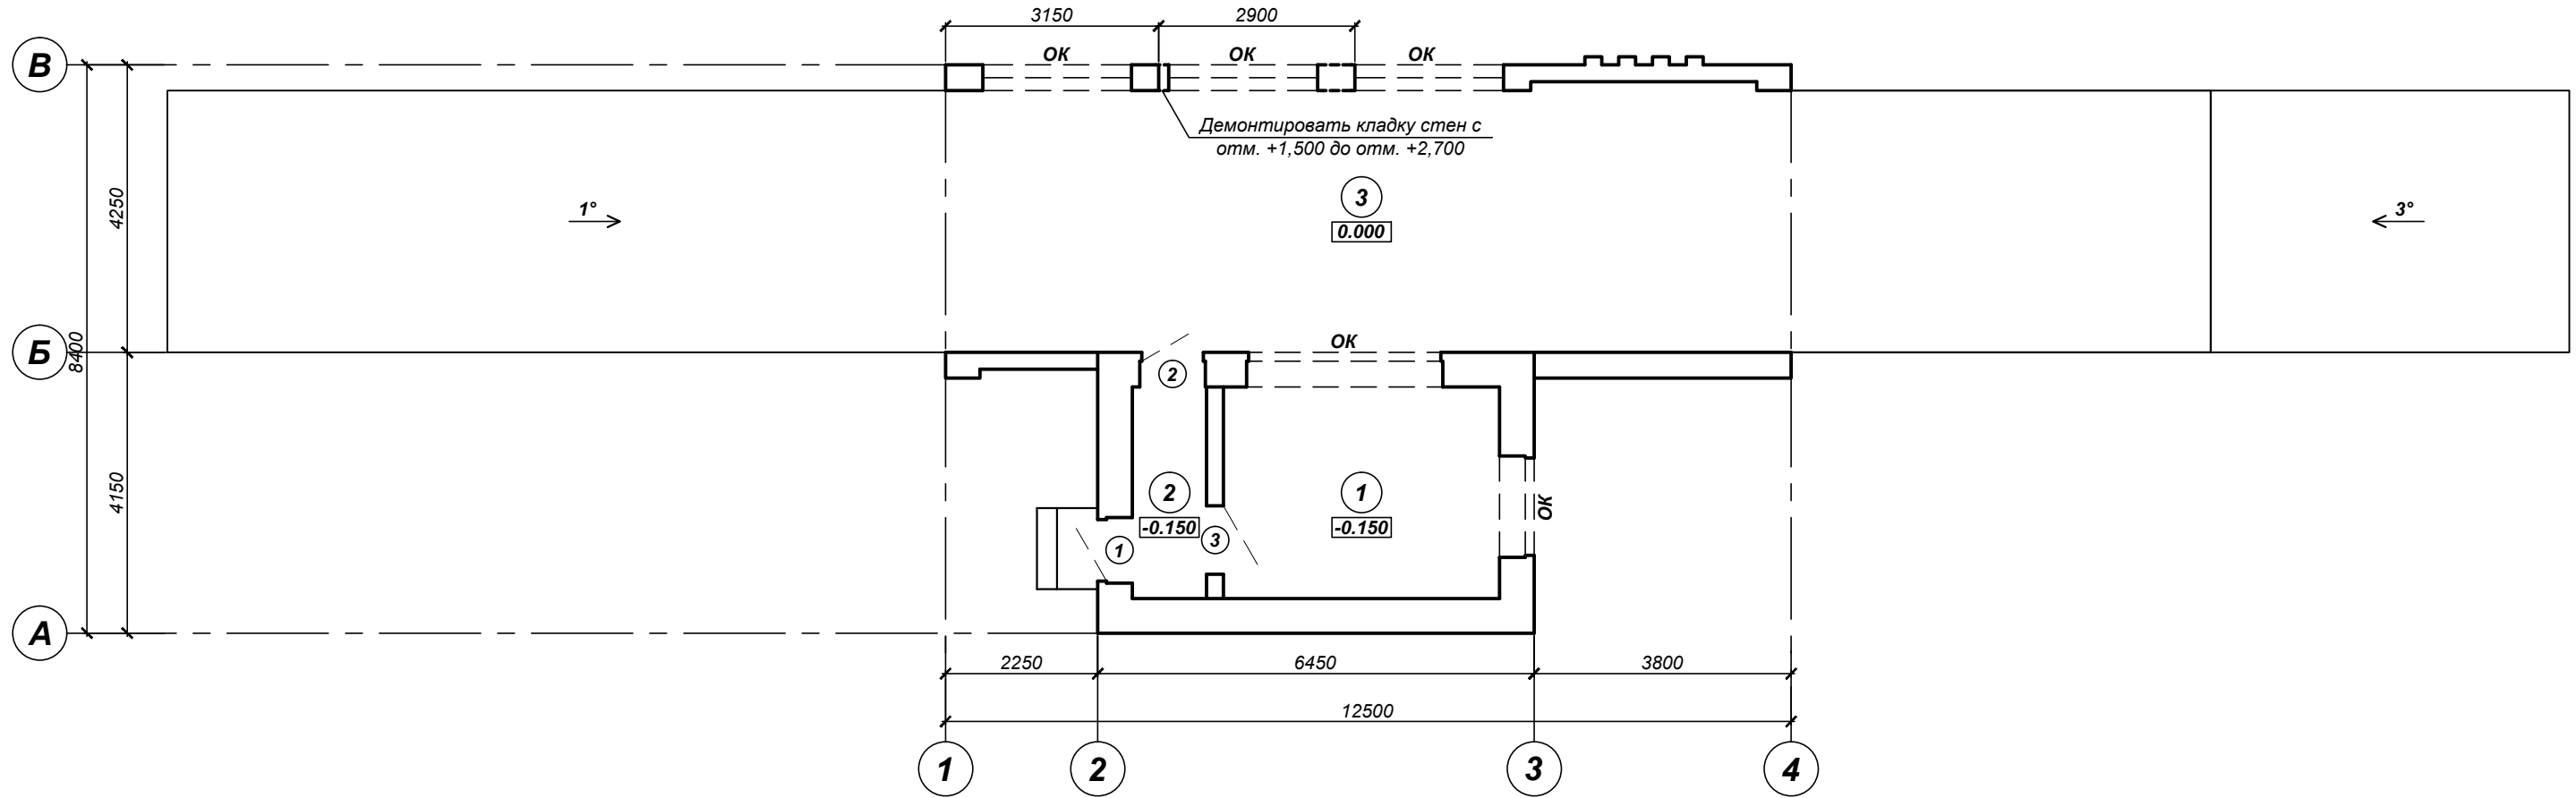 3150
2900
В
ОК
ОК
ОК
Демонтировать кладку стен с
отм. +1,500 до отм. +2,700
4250
1°
3
0.000
3°
Б
8400
ОК
2
4150
2
-0.150
1
-0.150
ОК
1
3
А
2250
6450
3800
12500
1
2
3
4